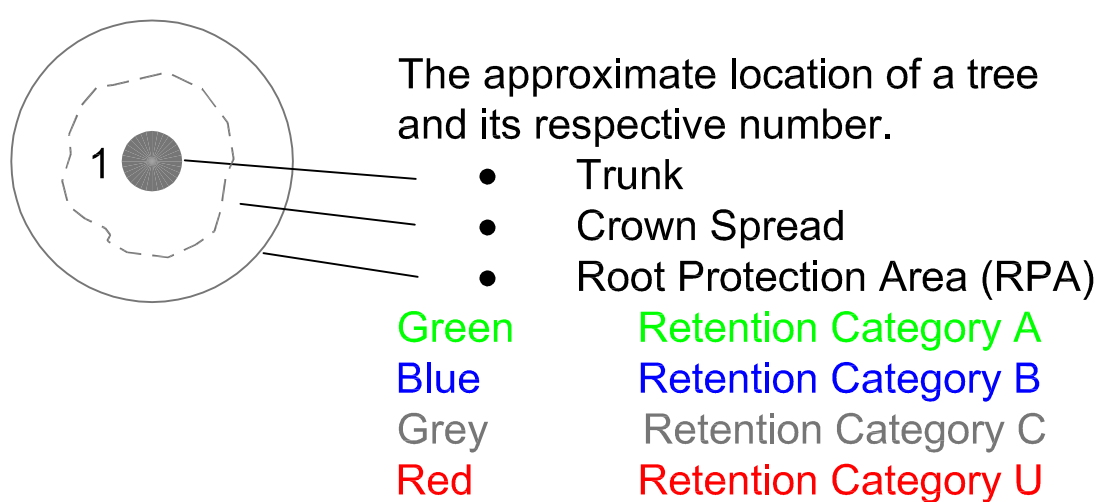 The approximate location of a tree
and its respective number.
1
• Trunk
• Crown Spread
• Root Protection Area (RPA)
Green Retention Category A
Blue Retention Category B
Grey Retention Category C
Red Retention Category U